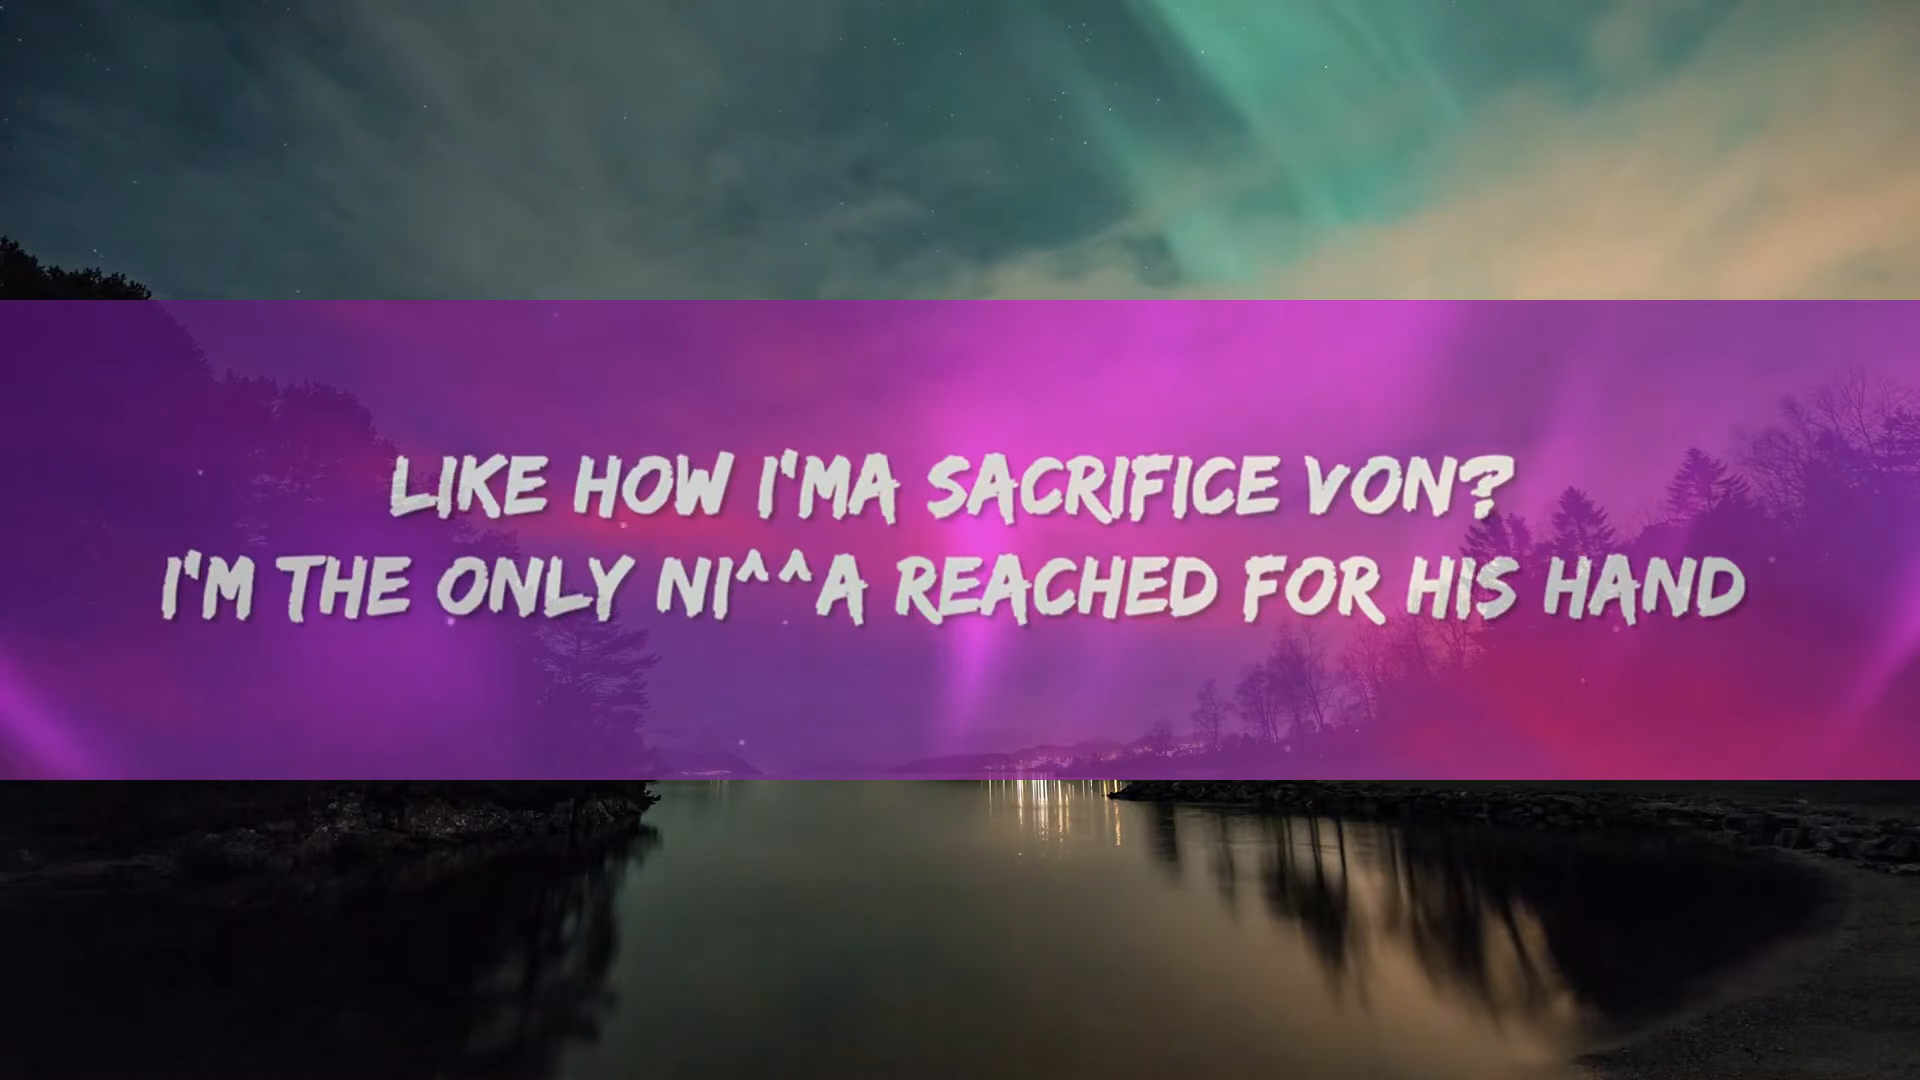 LIKE HOW I'MA SACRIFICE VON?
I'M THE ONLY NI^^A REACHED FOR HIS HAND